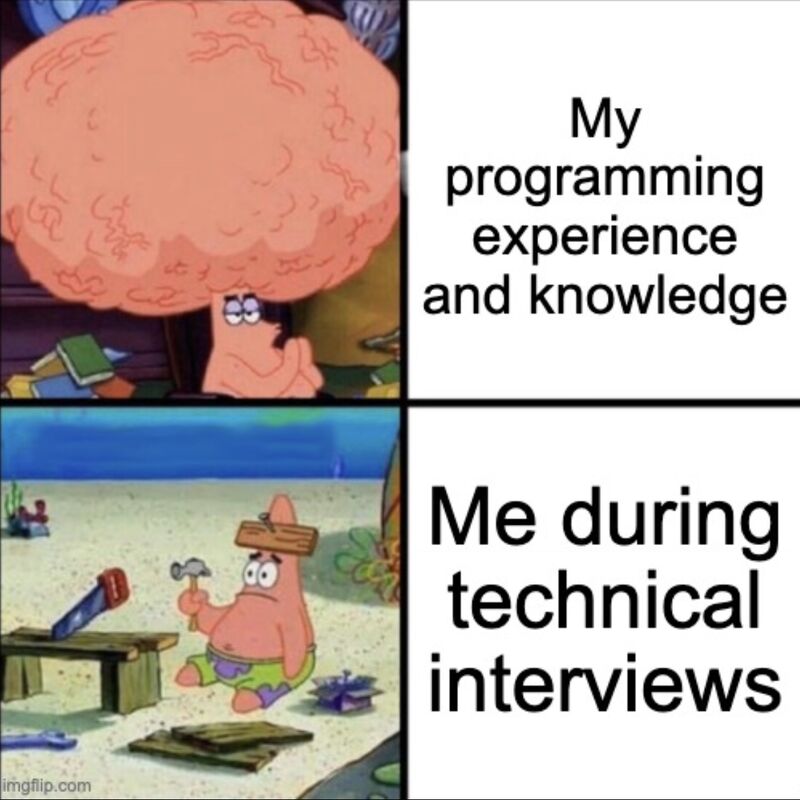 My
programming
experience
and knowledge
Me during
technical
interviews
imgflip.com